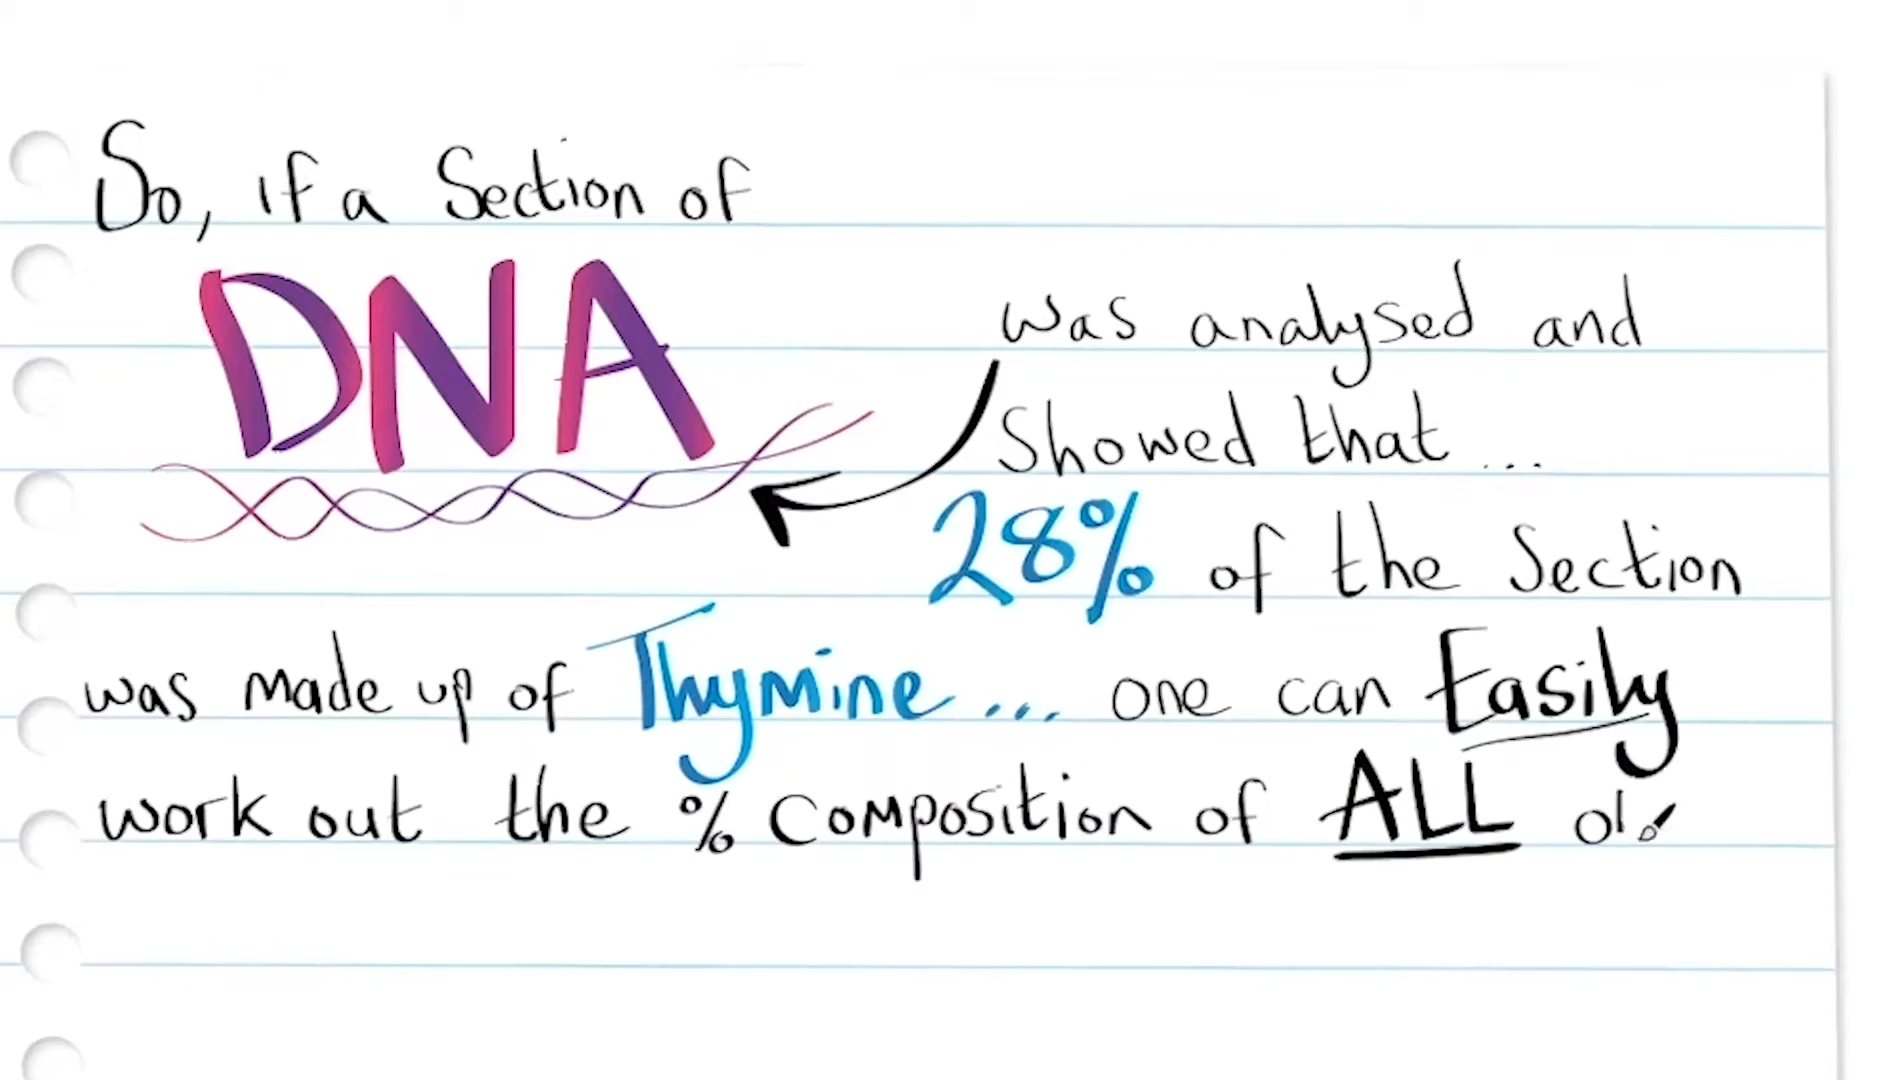 So, if a Section of
DNA
was analysed and
Showed that ...
28% of the Section
was made up of Thymine... one can Easily
work out the % composition of ALL